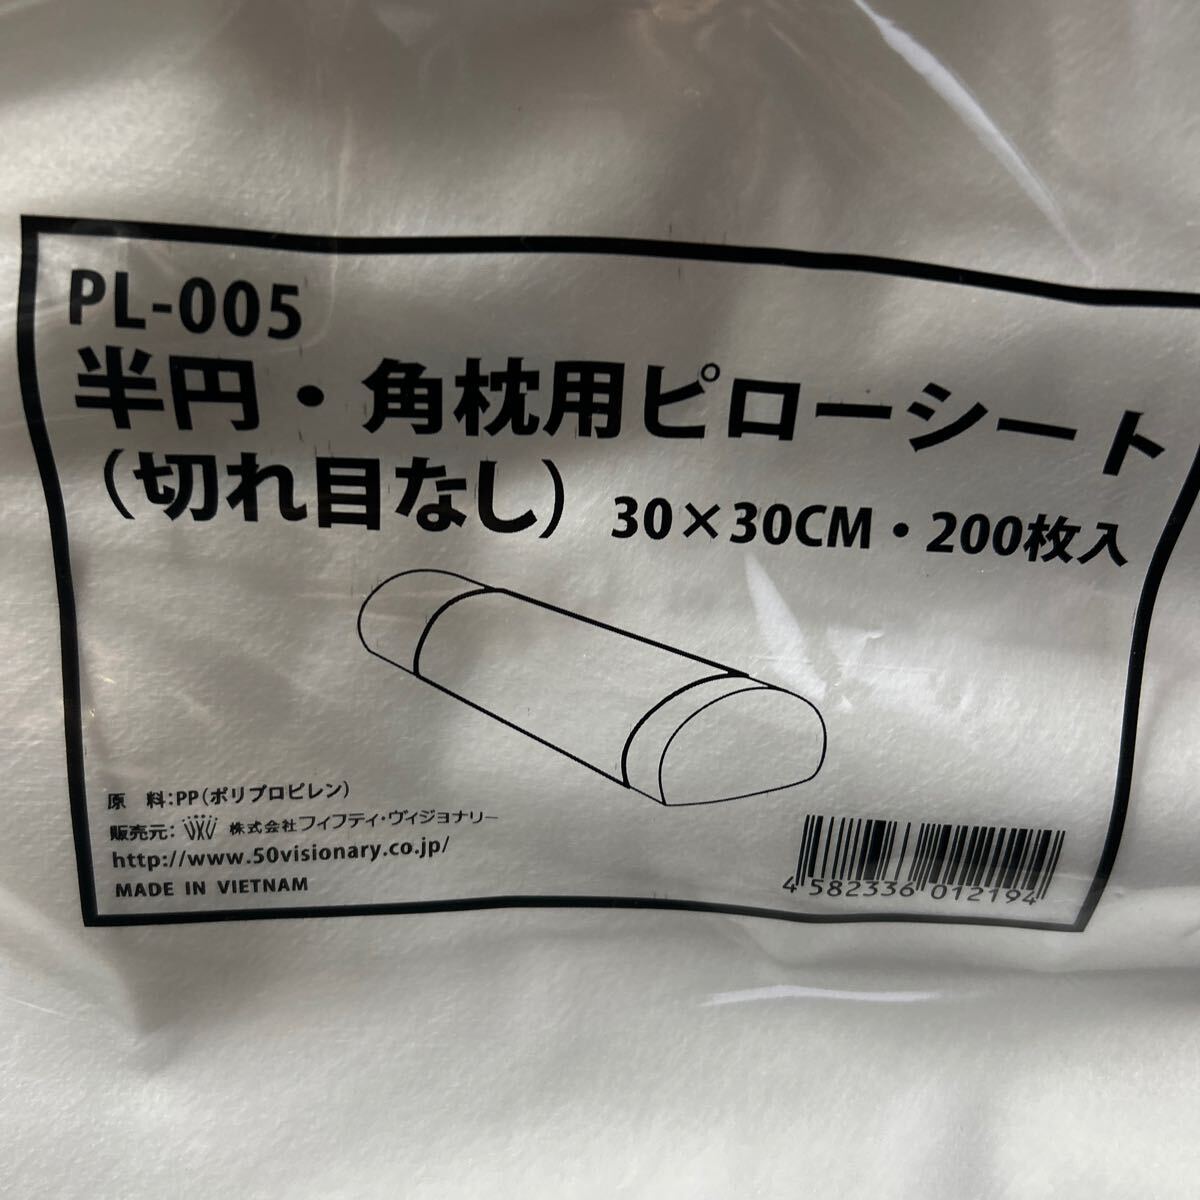 PL-005
半円・角枕用ピローシート
(切れ目なし) 30×30CM・200枚入
原　料:PP(ポリプロピレン)
販売元: 株式会社フィフティ・ヴィジョナリー
http://www.50visionary.co.jp/
MADE IN VIETNAM
4 582336 012194